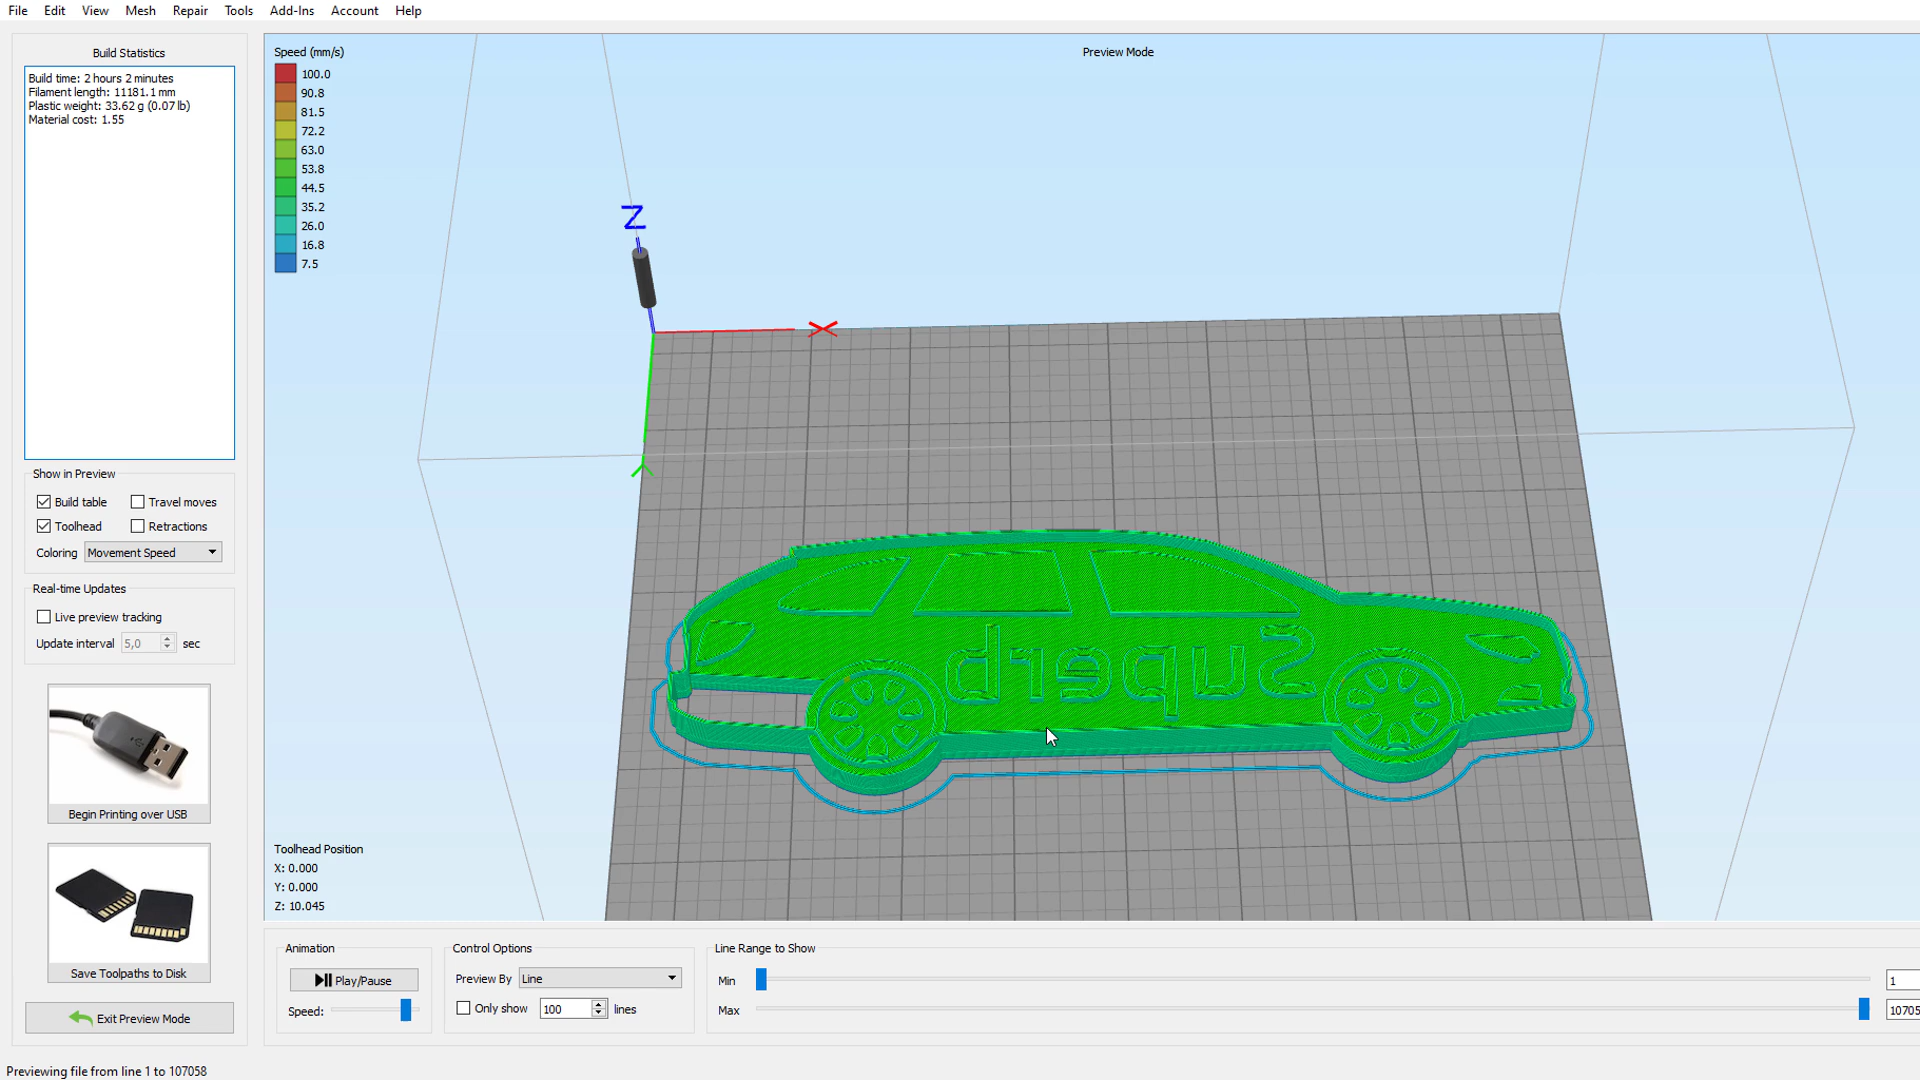 File Edit View Mesh Repair Tools Add-Ins Account Help
Build Statistics
Build time: 2 hours 2 minutes
Filament length: 11181.1 mm
Plastic weight: 33.62 g (0.07 lb)
Material cost: 1.55
Show in Preview
Build table Travel moves
Toolhead Retractions
Coloring Movement Speed
Real-time Updates
Live preview tracking
Update interval 5,0 sec
Begin Printing over USB
Save Toolpaths to Disk
Exit Preview Mode
Speed (mm/s)
100.0
90.8
81.5
72.2
63.0
53.8
44.5
35.2
26.0
16.8
7.5
Preview Mode
Z
X
Y
Superb
Toolhead Position
X: 0.000
Y: 0.000
Z: 10.045
Animation
Play/Pause
Speed:
Control Options
Preview By Line
Only show 100 lines
Line Range to Show
Min 1
Max 10705
Previewing file from line 1 to 107058